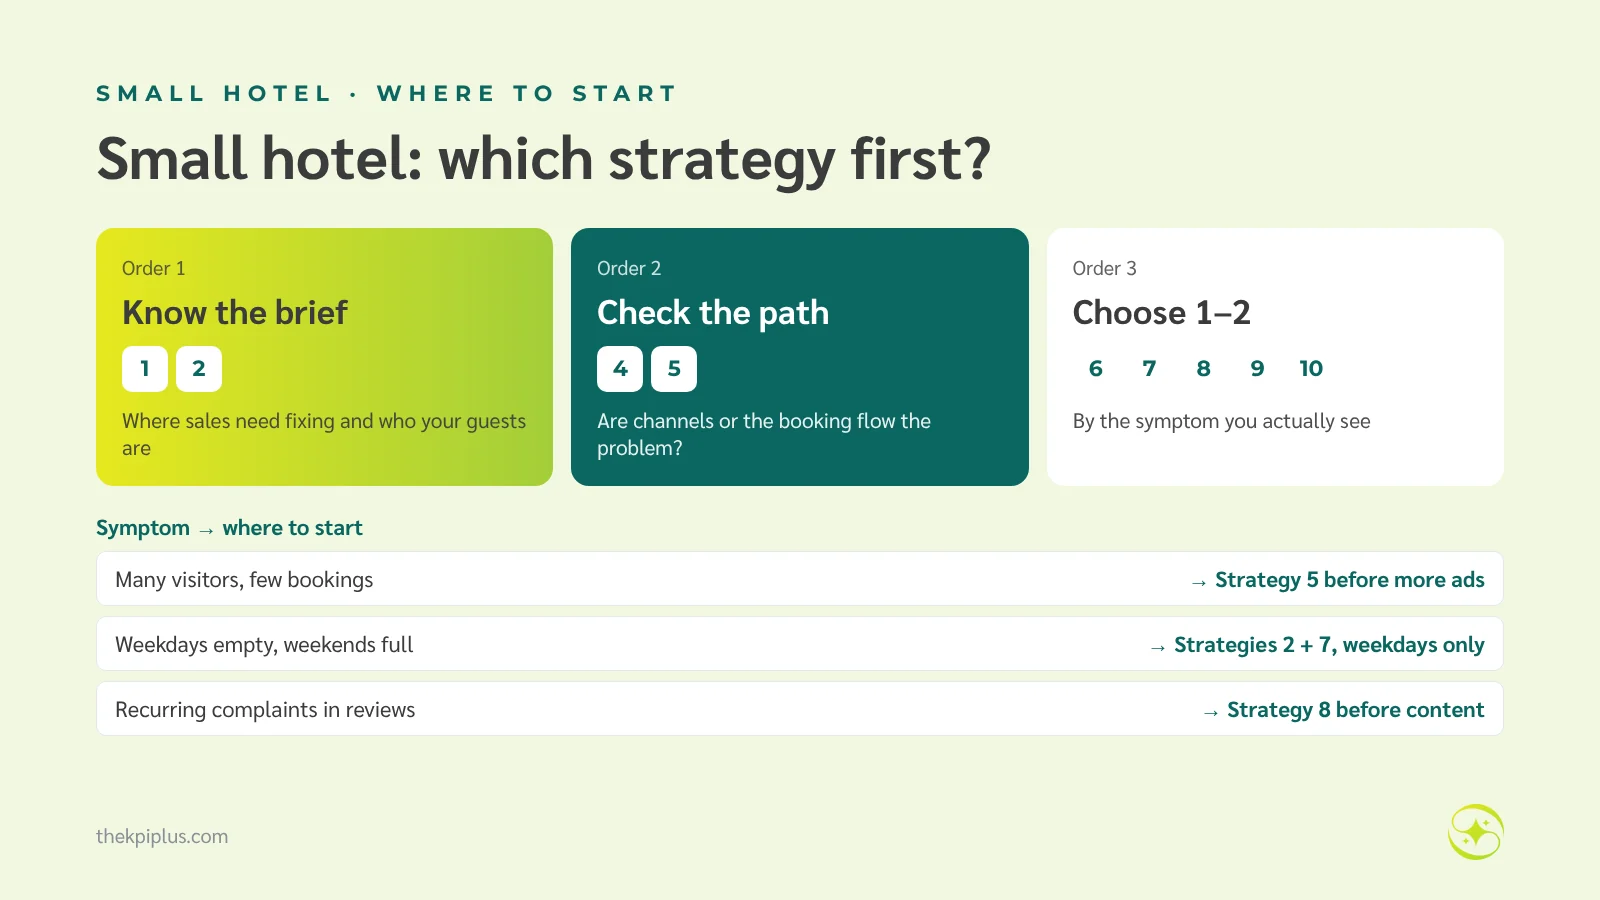 SMALL HOTEL · WHERE TO START
Small hotel: which strategy first?
Order 1
Know the brief
1 2
Where sales need fixing and who your guests
are
Order 2
Check the path
4 5
Are channels or the booking flow the
problem?
Order 3
Choose 1–2
6 7 8 9 10
By the symptom you actually see
Symptom → where to start
Many visitors, few bookings → Strategy 5 before more ads
Weekdays empty, weekends full → Strategies 2 + 7, weekdays only
Recurring complaints in reviews → Strategy 8 before content
thekpiplus.com